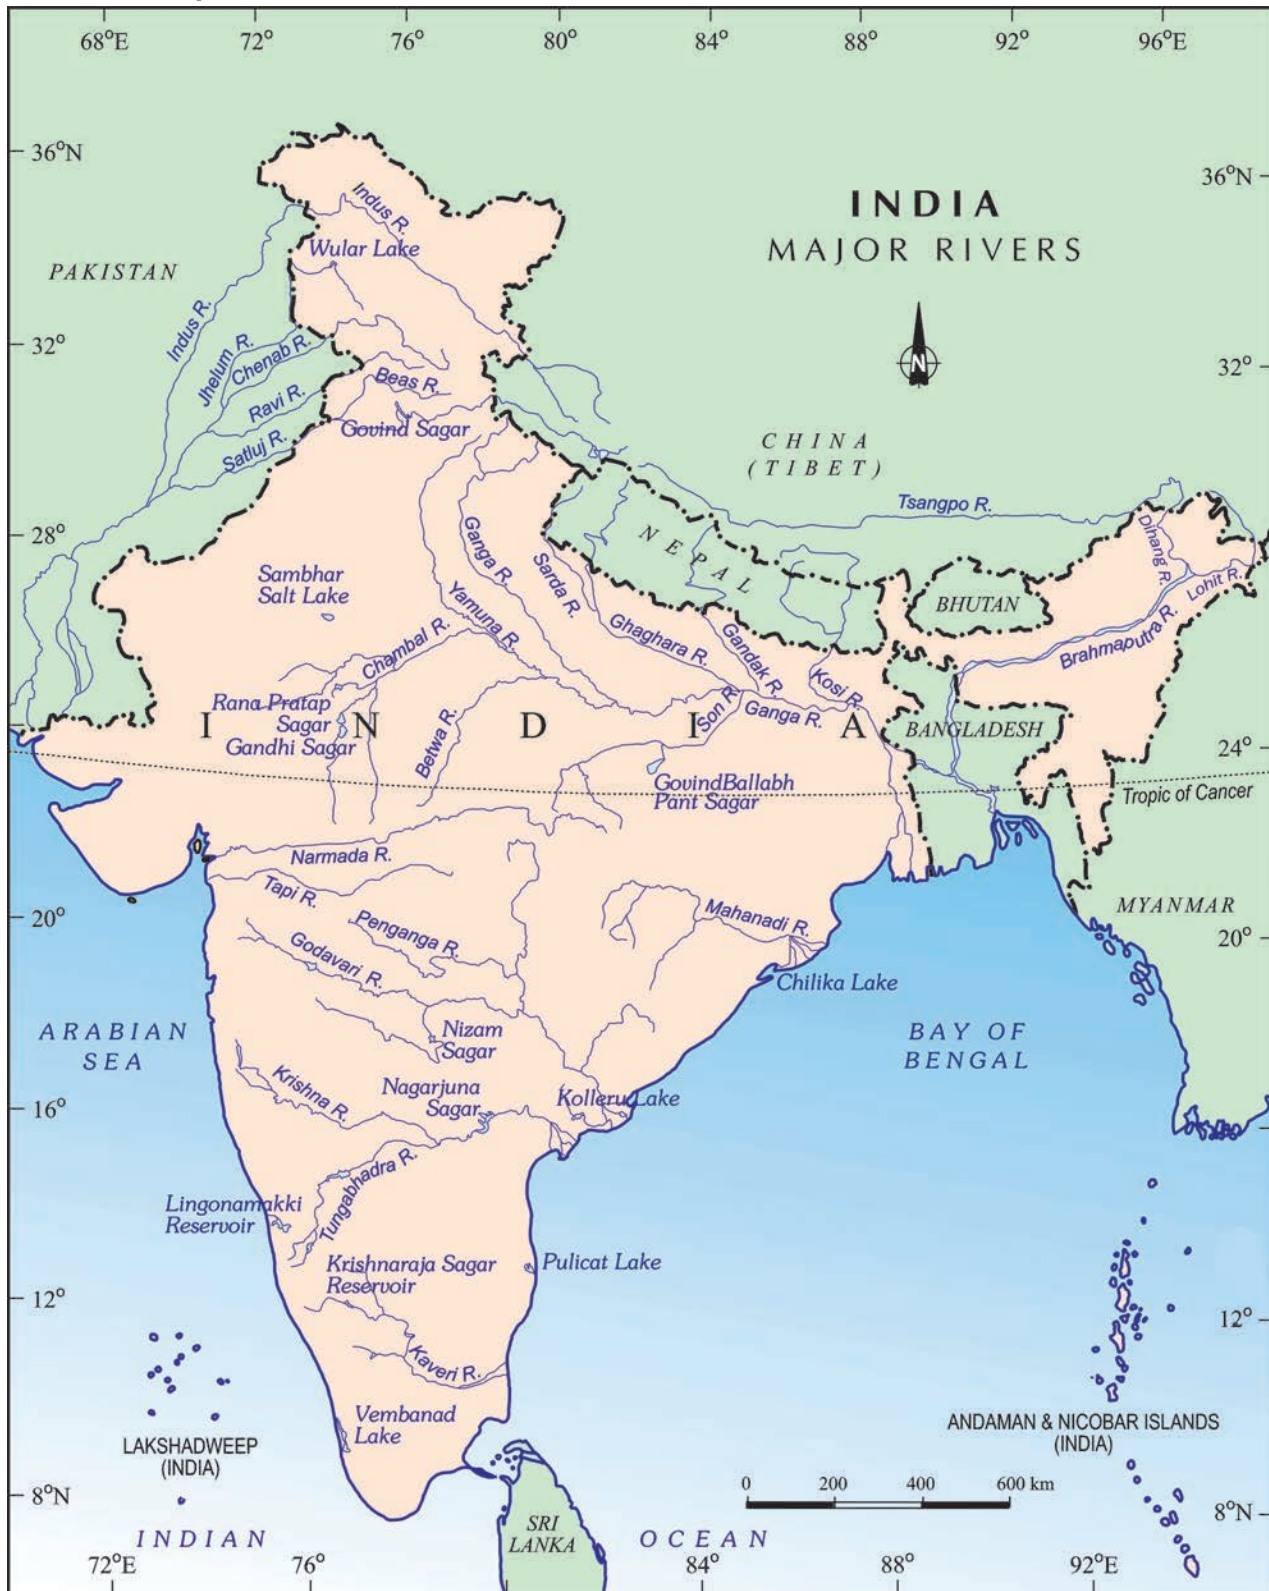 68°E
72°
76°
80°
84°
88°
92°
96°E
36°N
36°N
INDIA
MAJOR RIVERS
Indus R.
Wular Lake
PAKISTAN
N
Indus R.
Jhelum R.
Chenab R.
32°
32°
Beas R.
Ravi R.
Govind Sagar
Satluj R.
CHINA
(TIBET)
Tsangpo R.
28°
28°
Dihang R.
Lohit R.
NEPAL
Ganga R.
Sarda R.
Sambhar
Salt Lake
Yamuna R.
BHUTAN
Chambal R.
Ghaghara R.
Gandak R.
Brahmaputra R.
Kosi R.
Rana Pratap
Sagar
Gandhi Sagar
Betwa R.
Son R.
Ganga R.
INDIA
BANGLADESH
24°
GovindBallabh
Pant Sagar
Tropic of Cancer
Narmada R.
Tapi R.
Penganga R.
Mahanadi R.
MYANMAR
20°
20°
Godavari R.
Chilika Lake
ARABIAN
SEA
Nizam
Sagar
BAY OF
BENGAL
Krishna R.
Nagarjuna
Sagar
Kolleru Lake
16°
Tungabhadra R.
Lingonamakki
Reservoir
Krishnaraja Sagar
Reservoir
Pulicat Lake
12°
12°
Kaveri R.
Vembanad
Lake
LAKSHADWEEP
(INDIA)
ANDAMAN & NICOBAR ISLANDS
(INDIA)
0 200 400 600 km
8°N
8°N
SRI
LANKA
INDIAN OCEAN
72°E
76°
84°
88°
92°E